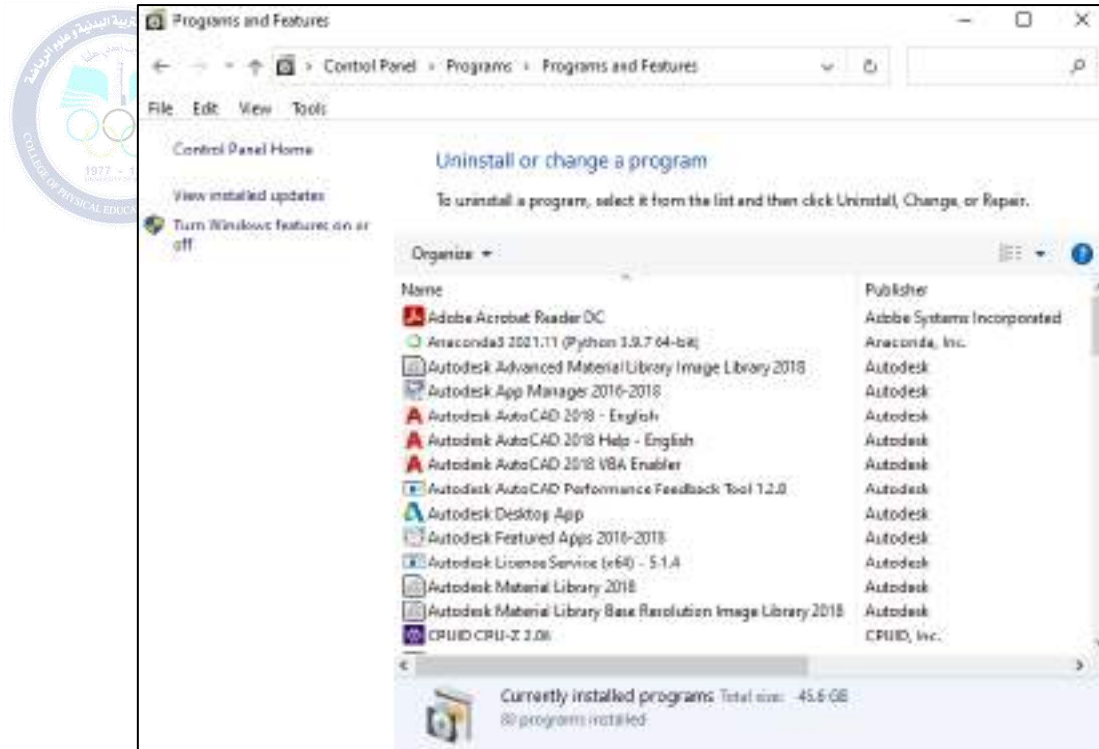 Programs and Features
Control Panel › Programs › Programs and Features
File Edit View Tools
Control Panel Home
View installed updates
Turn Windows features on or
off
Uninstall or change a program
To uninstall a program, select it from the list and then click Uninstall, Change, or Repair.
Organize
Name Publisher
Adobe Acrobat Reader DC Adobe Systems Incorporated
Anaconda3 2021.11 (Python 3.9.7 64-bit) Anaconda, Inc.
Autodesk Advanced Material Library Image Library 2018 Autodesk
Autodesk App Manager 2016-2018 Autodesk
Autodesk AutoCAD 2018 - English Autodesk
Autodesk AutoCAD 2018 Help - English Autodesk
Autodesk AutoCAD 2018 VBA Enabler Autodesk
Autodesk AutoCAD Performance Feedback Tool 1.2.8 Autodesk
Autodesk Desktop App Autodesk
Autodesk Featured Apps 2016-2018 Autodesk
Autodesk License Service (x64) - 5.1.4 Autodesk
Autodesk Material Library 2018 Autodesk
Autodesk Material Library Base Resolution Image Library 2018 Autodesk
CPUID CPU-Z 2.06 CPUID, Inc.
Currently installed programs Total size: 45.6 GB
80 programs installed
COLLEGE OF PHYSICAL
1977